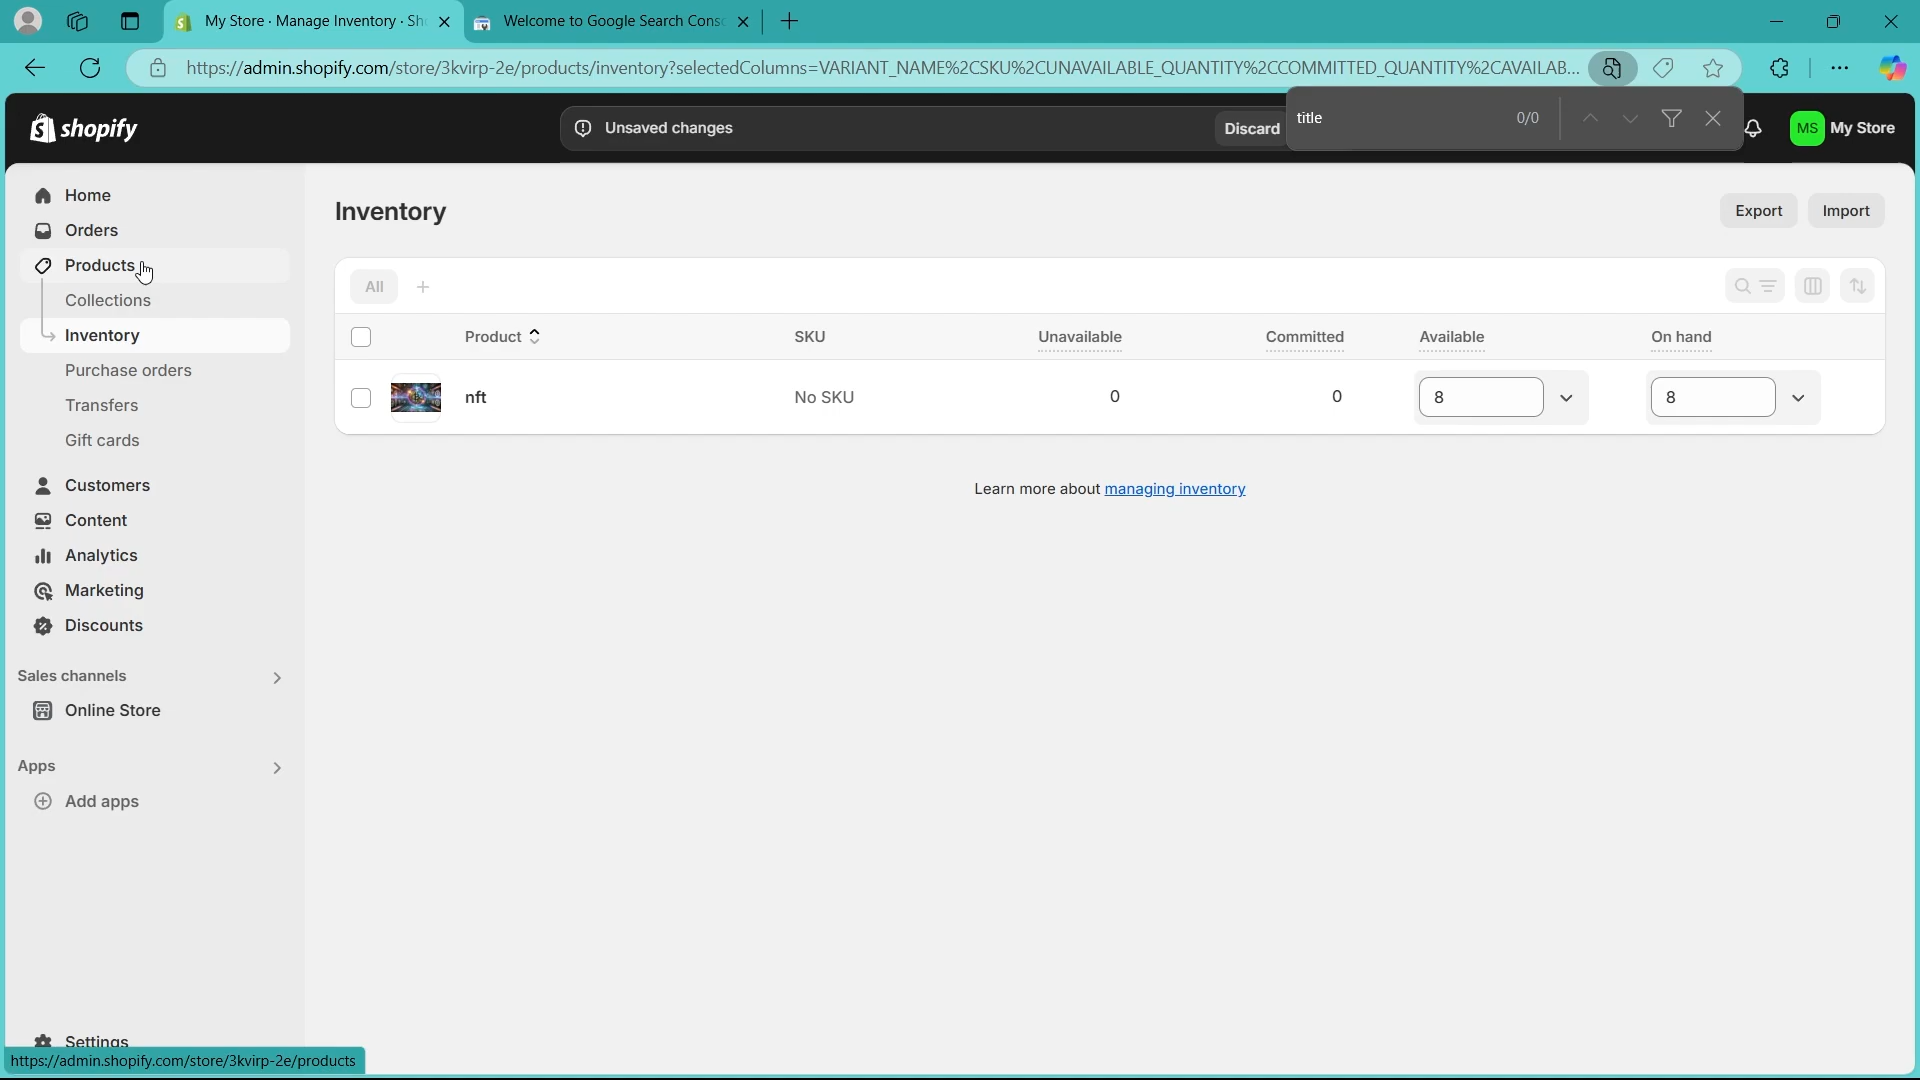 My Store · Manage Inventory · Sh
Welcome to Google Search Cons
https://admin.shopify.com/store/3kvirp-2e/products/inventory?selectedColumns=VARIANT_NAME%2CSKU%2CUNAVAILABLE_QUANTITY%2CCOMMITTED_QUANTITY%2CAVAILAB...
shopify
Unsaved changes
Discard
title
0/0
MS
My Store
Home
Orders
Products
Collections
Inventory
Purchase orders
Transfers
Gift cards
Customers
Content
Analytics
Marketing
Discounts
Sales channels
Online Store
Apps
Add apps
Settings
https://admin.shopify.com/store/3kvirp-2e/products
Inventory
Export
Import
All
Product SKU Unavailable Committed Available On hand
nft No SKU 0 0 8 8
Learn more about managing inventory